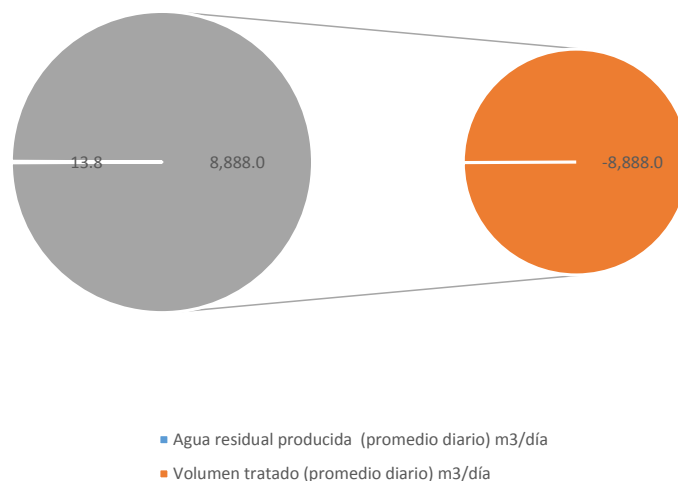 13.8
8,888.0
-8,888.0
Agua residual producida (promedio diario) m3/día
Volumen tratado (promedio diario) m3/día